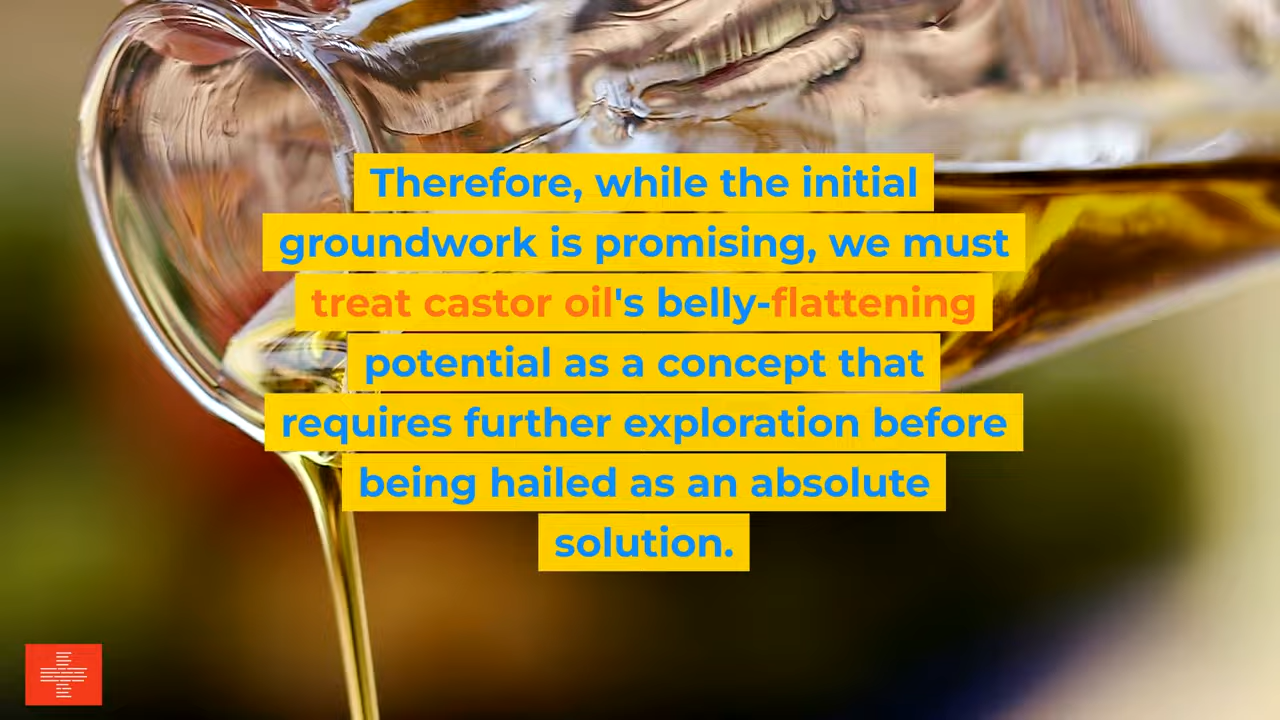 Therefore, while the initial
groundwork is promising, we must
treat castor oil's belly-flattening
potential as a concept that
requires further exploration before
being hailed as an absolute
solution.